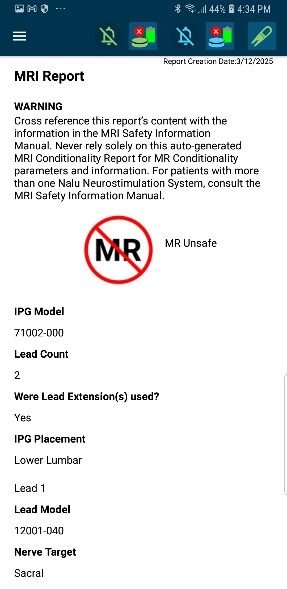 44% 4:34 PM
Report Creation Date:3/12/2025
MRI Report
WARNING
Cross reference this report's content with the
information in the MRI Safety Information
Manual. Never rely solely on this auto-generated
MRI Conditionality Report for MR Conditionality
parameters and information. For patients with more
than one Nalu Neurostimulation System, consult the
MRI Safety Information Manual.
MR
MR Unsafe
IPG Model
71002-000
Lead Count
2
Were Lead Extension(s) used?
Yes
IPG Placement
Lower Lumbar
Lead 1
Lead Model
12001-040
Nerve Target
Sacral